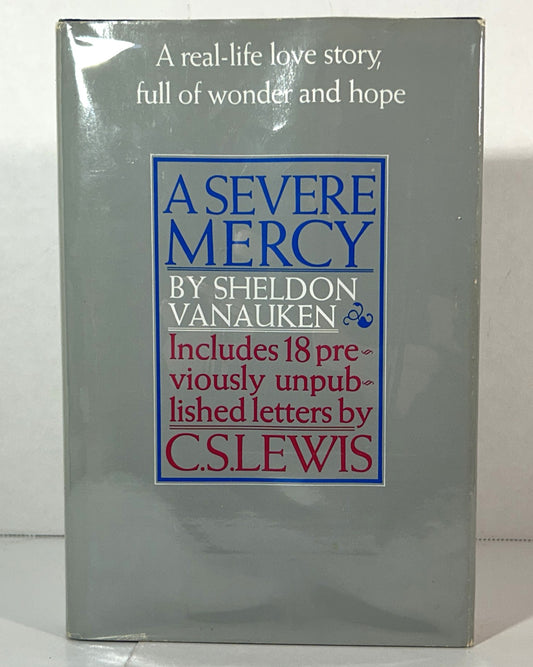 A real-life love story,
full of wonder and hope
A SEVERE
MERCY
BY SHELDON
VANAUKEN
Includes 18 pre~
viously unpub~
lished letters by
C.S.LEWIS